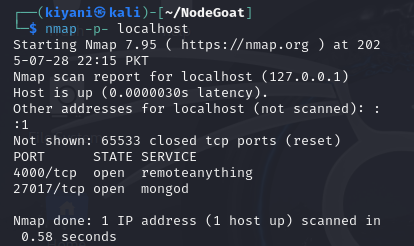 ┌──(kiyani㉿kali)-[~/NodeGoat]
└─$ nmap -p- localhost
Starting Nmap 7.95 ( https://nmap.org ) at 202
5-07-28 22:15 PKT
Nmap scan report for localhost (127.0.0.1)
Host is up (0.0000030s latency).
Other addresses for localhost (not scanned): :
:1
Not shown: 65533 closed tcp ports (reset)
PORT      STATE SERVICE
4000/tcp  open  remoteanything
27017/tcp open  mongod

Nmap done: 1 IP address (1 host up) scanned in
 0.58 seconds